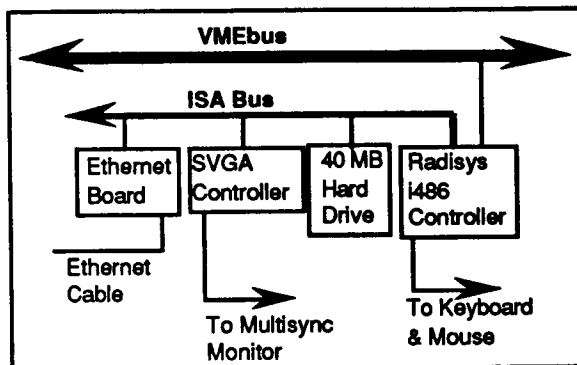 VMEbus
ISA Bus
Ethernet
Board
SVGA
Controller
40 MB
Hard
Drive
Radisys
i486
Controller
Ethernet
Cable
To Multisync
Monitor
To Keyboard
& Mouse